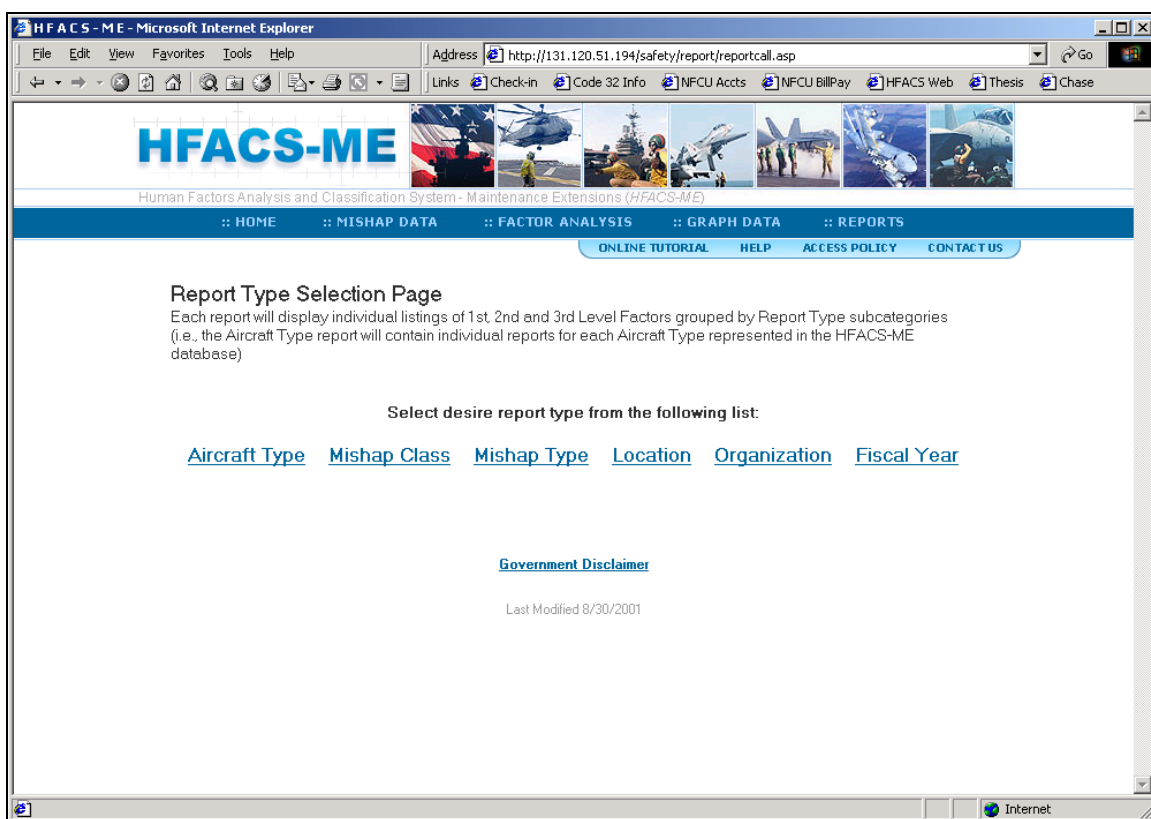 H F A C S - M E - Microsoft Internet Explorer
File Edit View Favorites Tools Help
Address http://131.120.51.194/safety/report/reportcall.asp Go
Links Check-in Code 32 Info NFCU Accts NFCU BillPay HFACS Web Thesis Chase
HFACS-ME
Human Factors Analysis and Classification System - Maintenance Extensions (HFACS-ME)
:: HOME :: MISHAP DATA :: FACTOR ANALYSIS :: GRAPH DATA :: REPORTS
ONLINE TUTORIAL HELP ACCESS POLICY CONTACT US
Report Type Selection Page
Each report will display individual listings of 1st, 2nd and 3rd Level Factors grouped by Report Type subcategories
(i.e., the Aircraft Type report will contain individual reports for each Aircraft Type represented in the HFACS-ME
database)
Select desire report type from the following list:
Aircraft Type Mishap Class Mishap Type Location Organization Fiscal Year
Government Disclaimer
Last Modified 8/30/2001
Internet